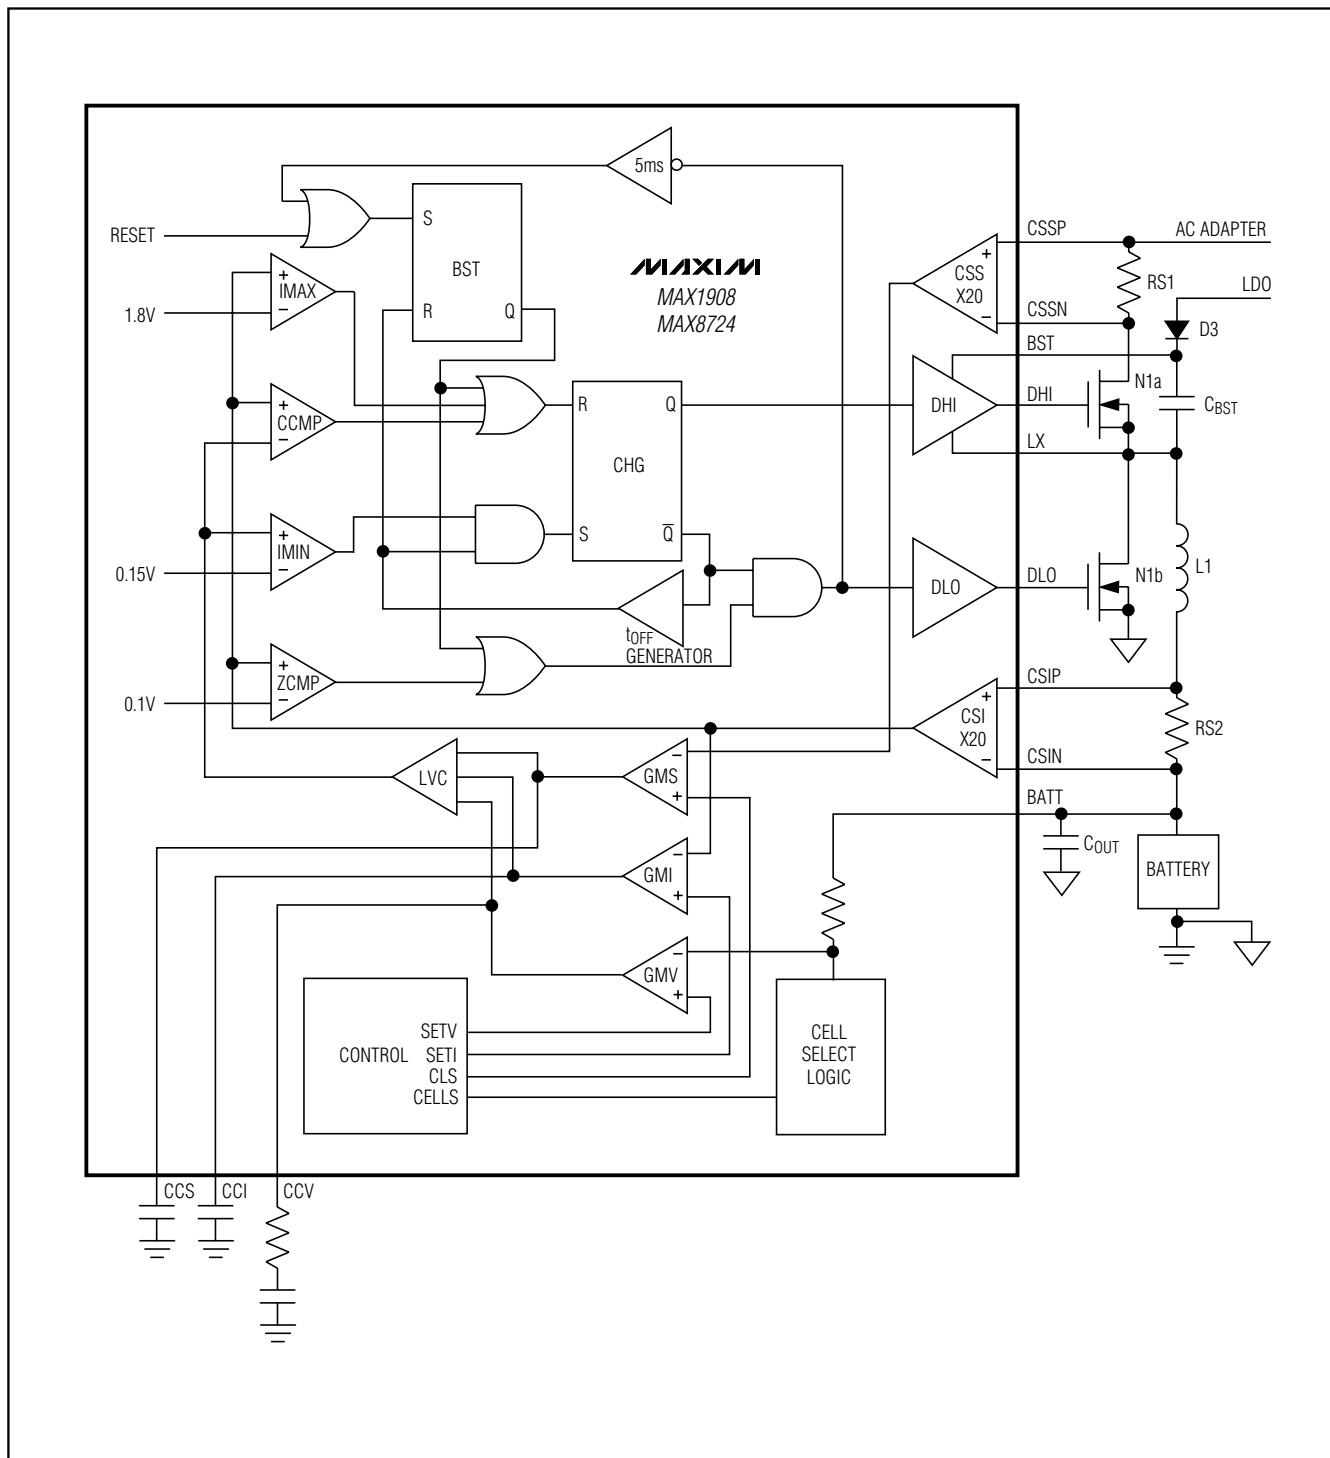 5ms
RESET
S
BST
R
Q
MAXIM
MAX1908
MAX8724
CSSP
AC ADAPTER
+
CSS
X20
−
RS1
LDO
CSSN
D3
BST
+
IMAX
−
1.8V
N1a
DHI
DHI
C_BST
LX
+
CCMP
−
R
Q
CHG
S
Q̅
+
IMIN
−
0.15V
DLO
DLO
N1b
L1
t_OFF
GENERATOR
+
ZCMP
−
0.1V
CSIP
+
CSI
X20
−
RS2
CSIN
LVC
−
GMS
+
BATT
C_OUT
BATTERY
−
GMI
+
−
GMV
+
CONTROL
SETV
SETI
CLS
CELLS
CELL
SELECT
LOGIC
CCS
CCI
CCV